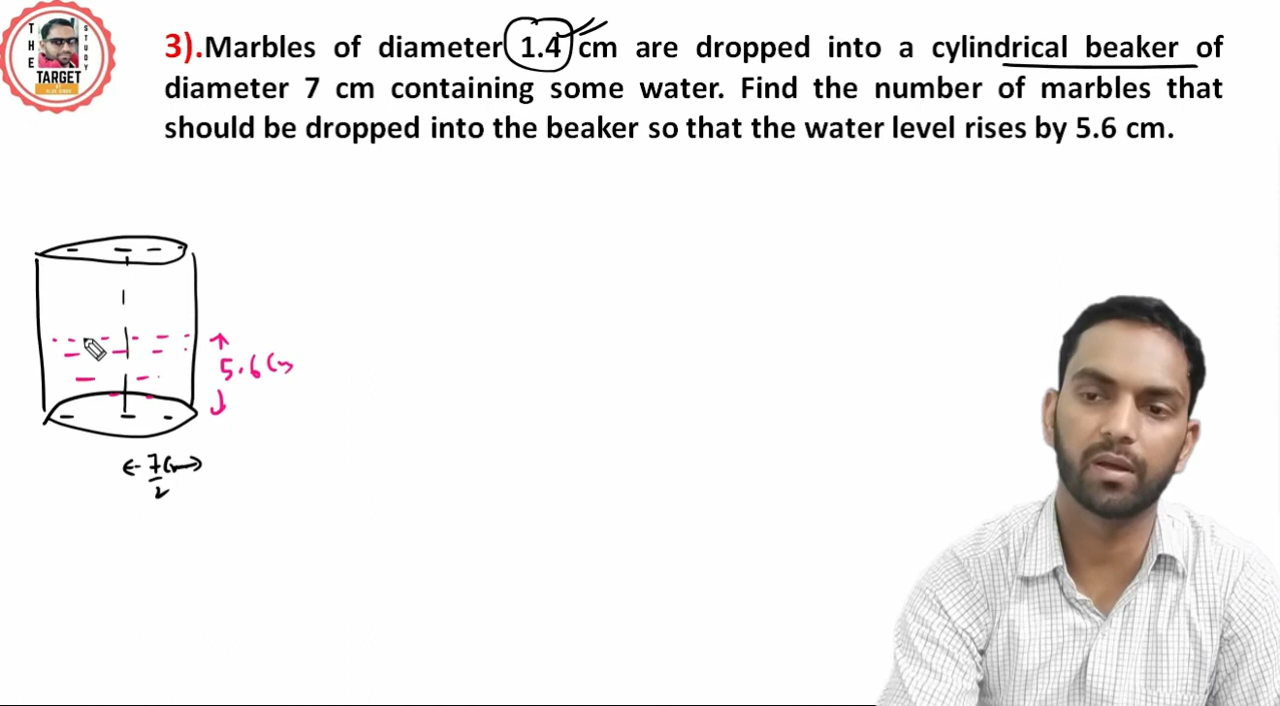 THE
STUDY
TARGET
3).Marbles of diameter 1.4 cm are dropped into a cylindrical beaker of
diameter 7 cm containing some water. Find the number of marbles that
should be dropped into the beaker so that the water level rises by 5.6 cm.
5.6 cm
7 cm
2